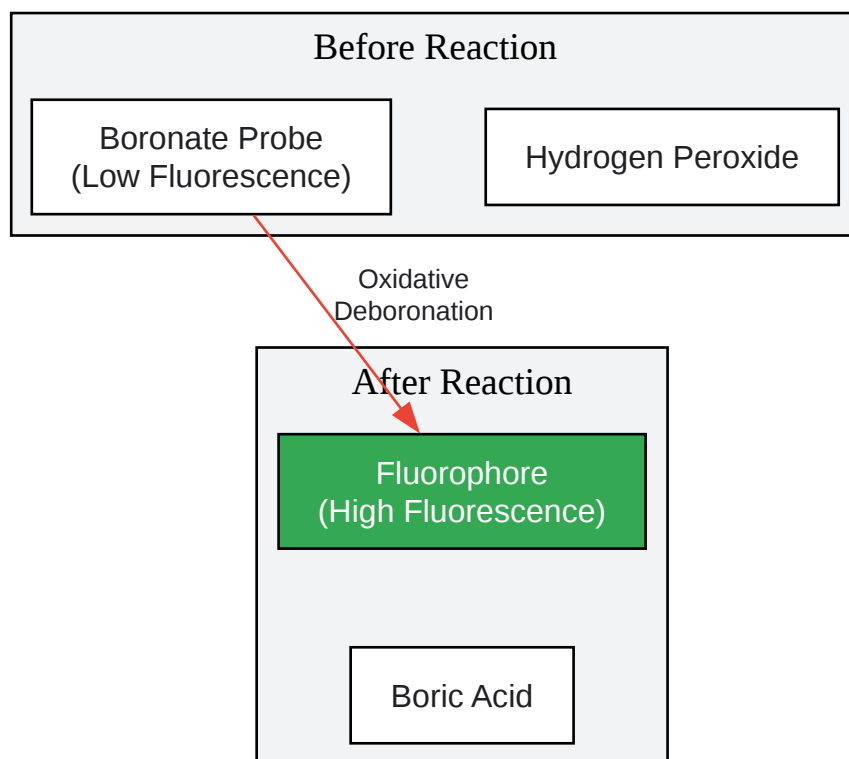 Before Reaction
Boronate Probe
(Low Fluorescence)
Hydrogen Peroxide
Oxidative
Deboronation
After Reaction
Fluorophore
(High Fluorescence)
Boric Acid